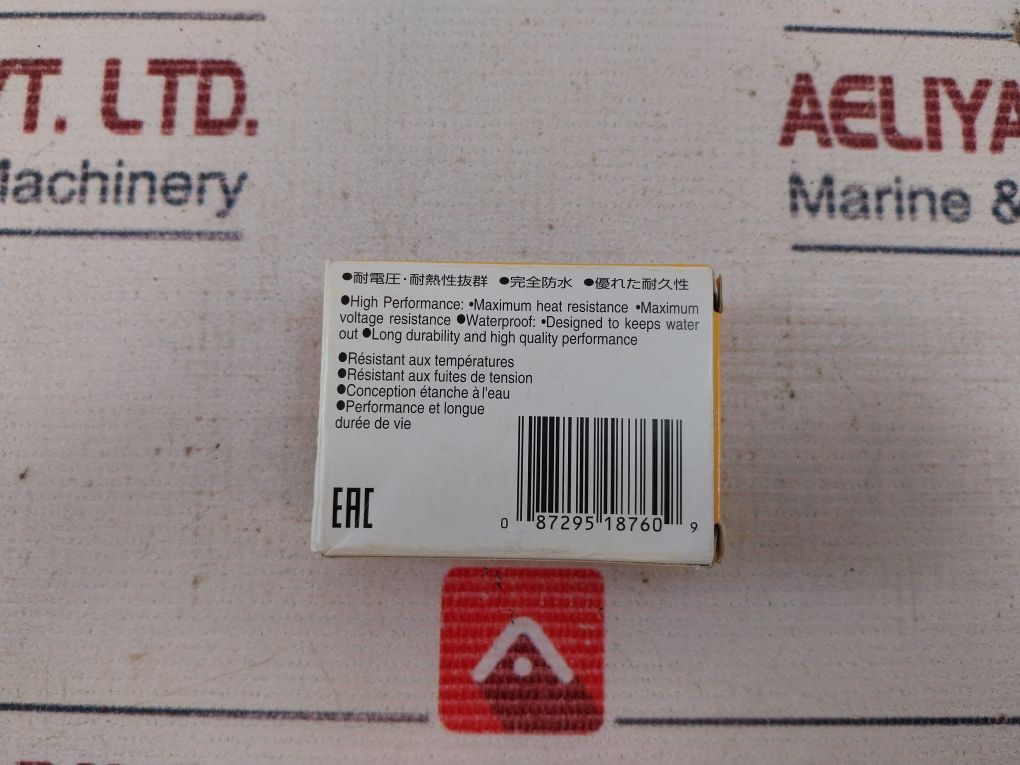 YT. LTD.
Machinery
AELIYA
Marine &
●耐電圧・耐熱性抜群 ●完全防水 ●優れた耐久性
●High Performance: •Maximum heat resistance •Maximum
voltage resistance ●Waterproof: •Designed to keeps water
out ●Long durability and high quality performance
●Résistant aux températures
●Résistant aux fuites de tension
●Conception étanche à l'eau
●Performance et longue
durée de vie
EAC
0 87295 18760 9